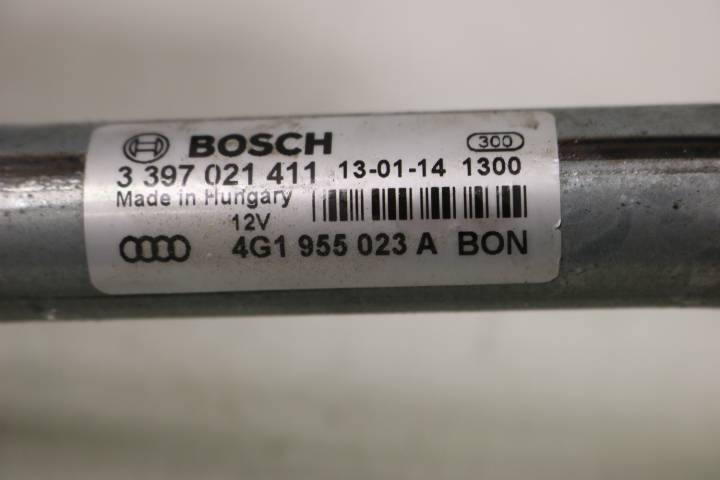 BOSCH 300
3 397 021 411 13-01-14 1300
Made in Hungary
12V
4G1 955 023 A BON